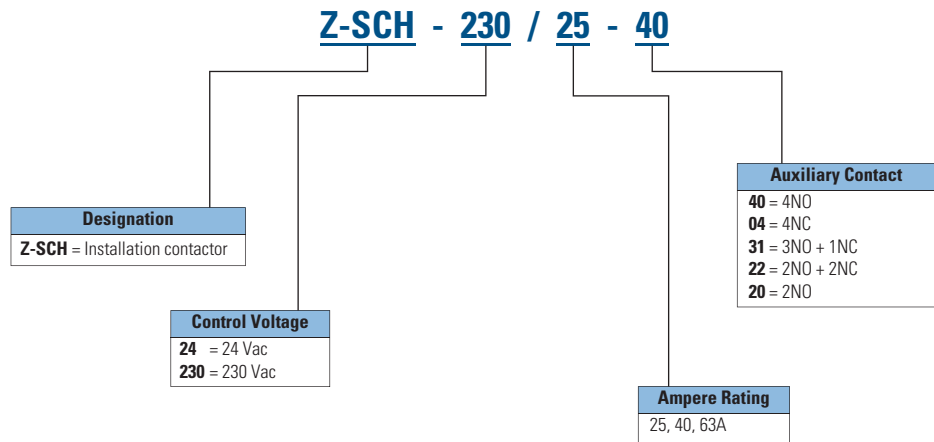 Z-SCH - 230 / 25 - 40
Designation
Z-SCH = Installation contactor
Control Voltage
24 = 24 Vac
230 = 230 Vac
Auxiliary Contact
40 = 4NO
04 = 4NC
31 = 3NO + 1NC
22 = 2NO + 2NC
20 = 2NO
Ampere Rating
25, 40, 63A